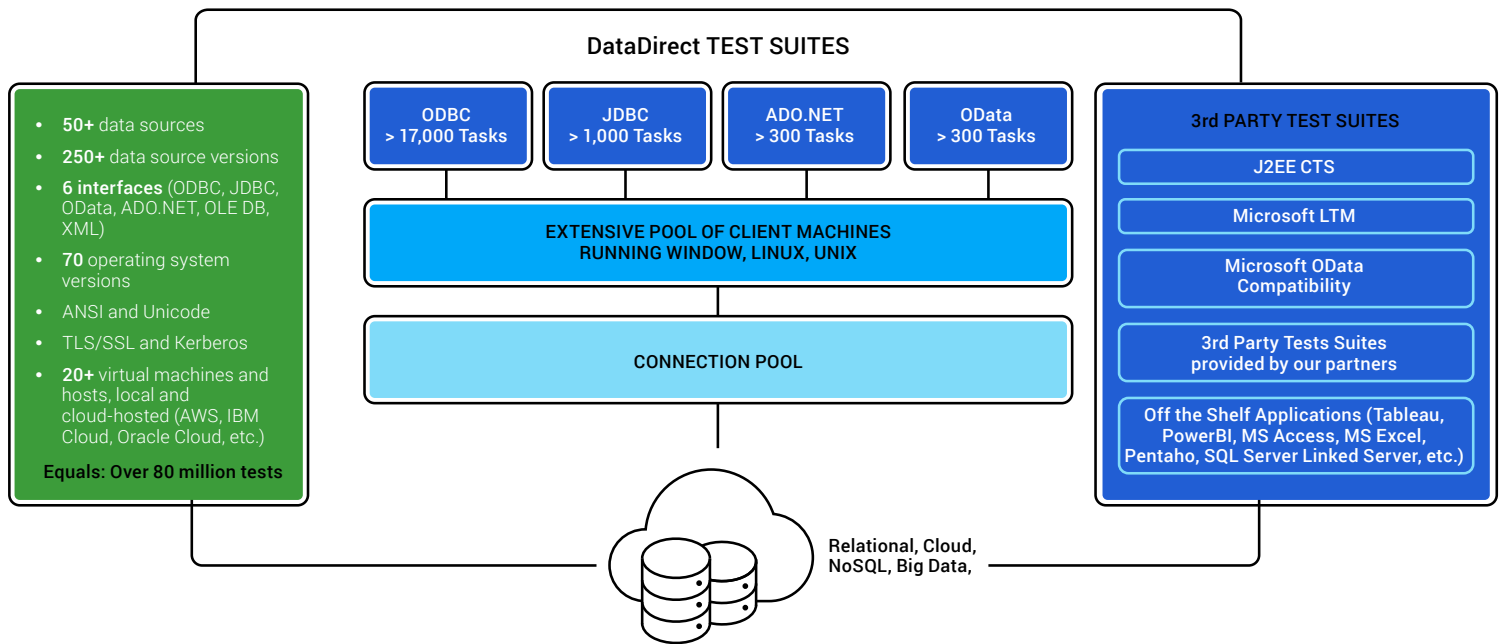 DataDirect TEST SUITES
• 50+ data sources
• 250+ data source versions
• 6 interfaces (ODBC, JDBC,
OData, ADO.NET, OLE DB,
XML)
• 70 operating system
versions
• ANSI and Unicode
• TLS/SSL and Kerberos
• 20+ virtual machines and
hosts, local and
cloud-hosted (AWS, IBM
Cloud, Oracle Cloud, etc.)
Equals: Over 80 million tests
ODBC
> 17,000 Tasks
JDBC
> 1,000 Tasks
ADO.NET
> 300 Tasks
OData
> 300 Tasks
EXTENSIVE POOL OF CLIENT MACHINES
RUNNING WINDOW, LINUX, UNIX
CONNECTION POOL
Relational, Cloud,
NoSQL, Big Data,
3rd PARTY TEST SUITES
J2EE CTS
Microsoft LTM
Microsoft OData
Compatibility
3rd Party Tests Suites
provided by our partners
Off the Shelf Applications (Tableau,
PowerBI, MS Access, MS Excel,
Pentaho, SQL Server Linked Server, etc.)